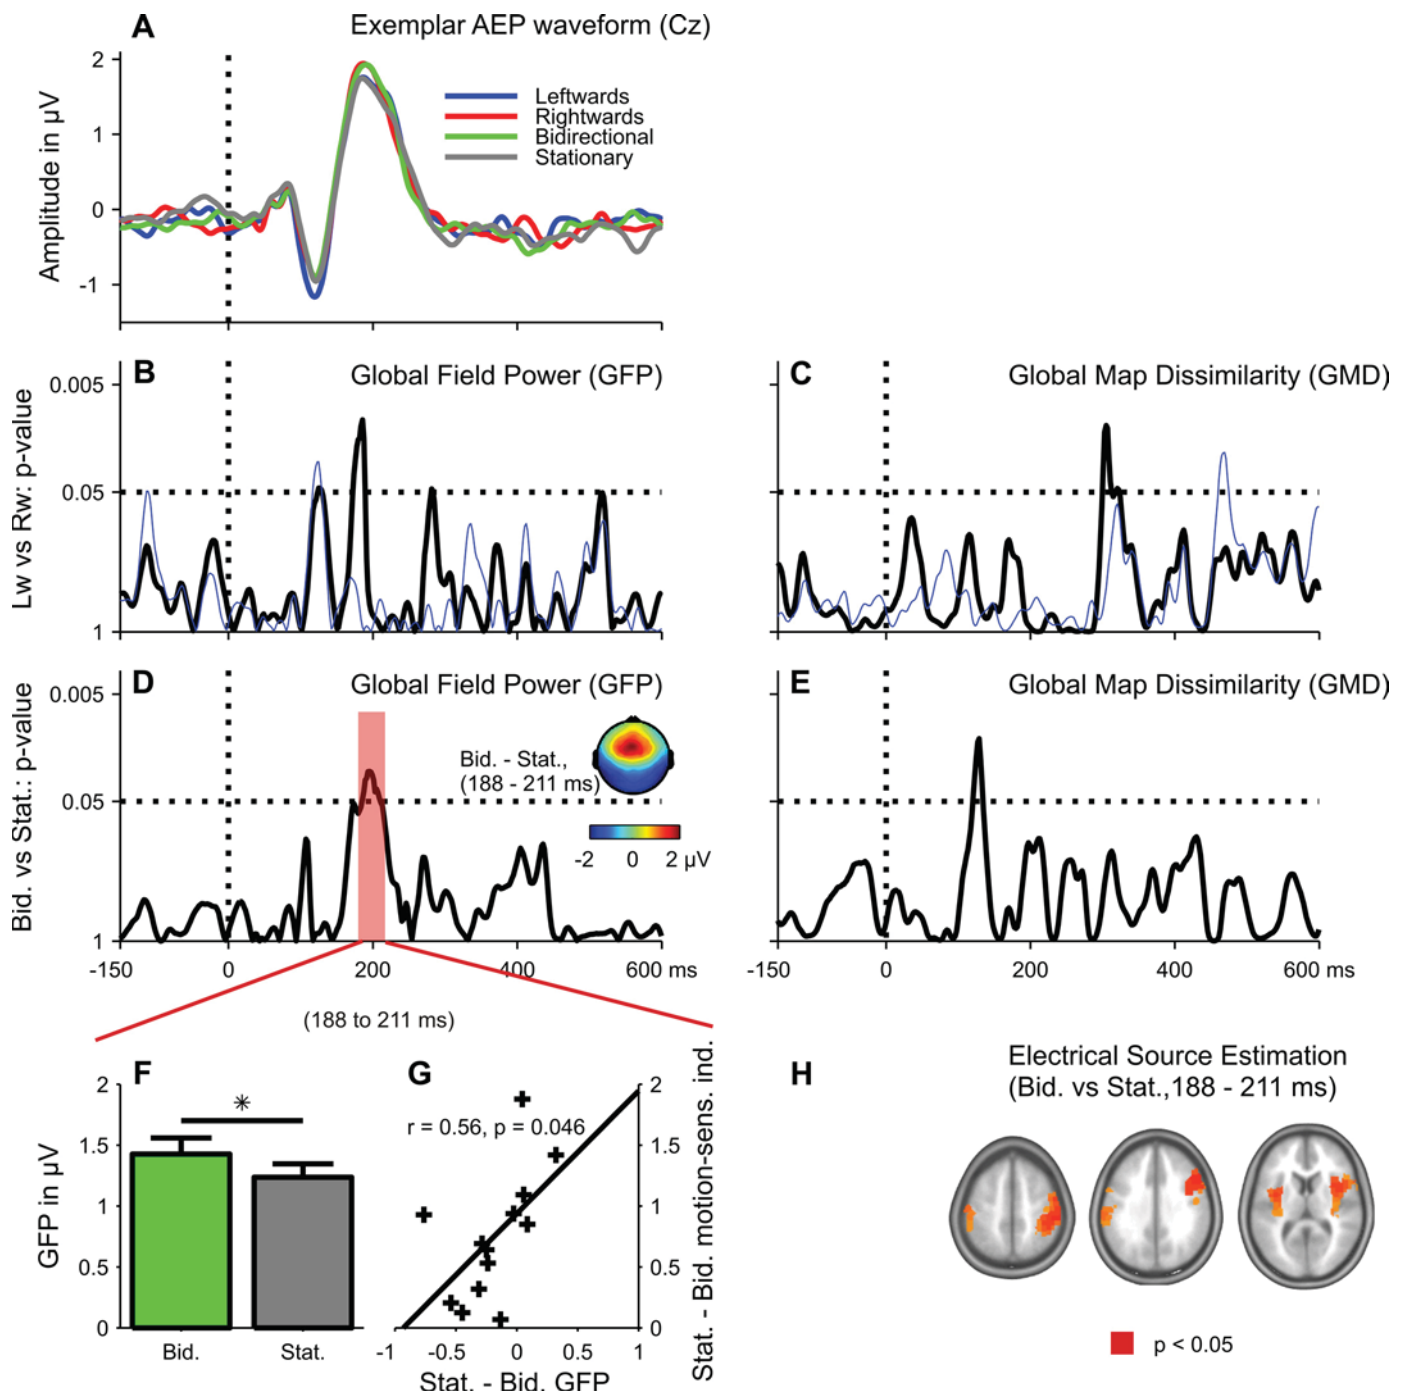 A
Exemplar AEP waveform (Cz)
Amplitude in µV
2
1
0
-1
Leftwards
Rightwards
Bidirectional
Stationary
B
Global Field Power (GFP)
Lw vs Rw: p-value
0.005
0.05
1
C
Global Map Dissimilarity (GMD)
D
Global Field Power (GFP)
Bid. vs Stat.: p-value
0.005
0.05
1
Bid. - Stat.,
(188 - 211 ms)
-2 0 2 µV
-150 0 200 400 600 ms
E
Global Map Dissimilarity (GMD)
-150 0 200 400 600 ms
(188 to 211 ms)
F
GFP in µV
2
1.5
1
0.5
0
*
Bid. Stat.
G
r = 0.56, p = 0.046
2
1.5
1
0.5
0
Stat. - Bid. motion-sens. ind.
-1 -0.5 0 0.5 1
Stat. - Bid. GFP
H
Electrical Source Estimation
(Bid. vs Stat.,188 - 211 ms)
p < 0.05